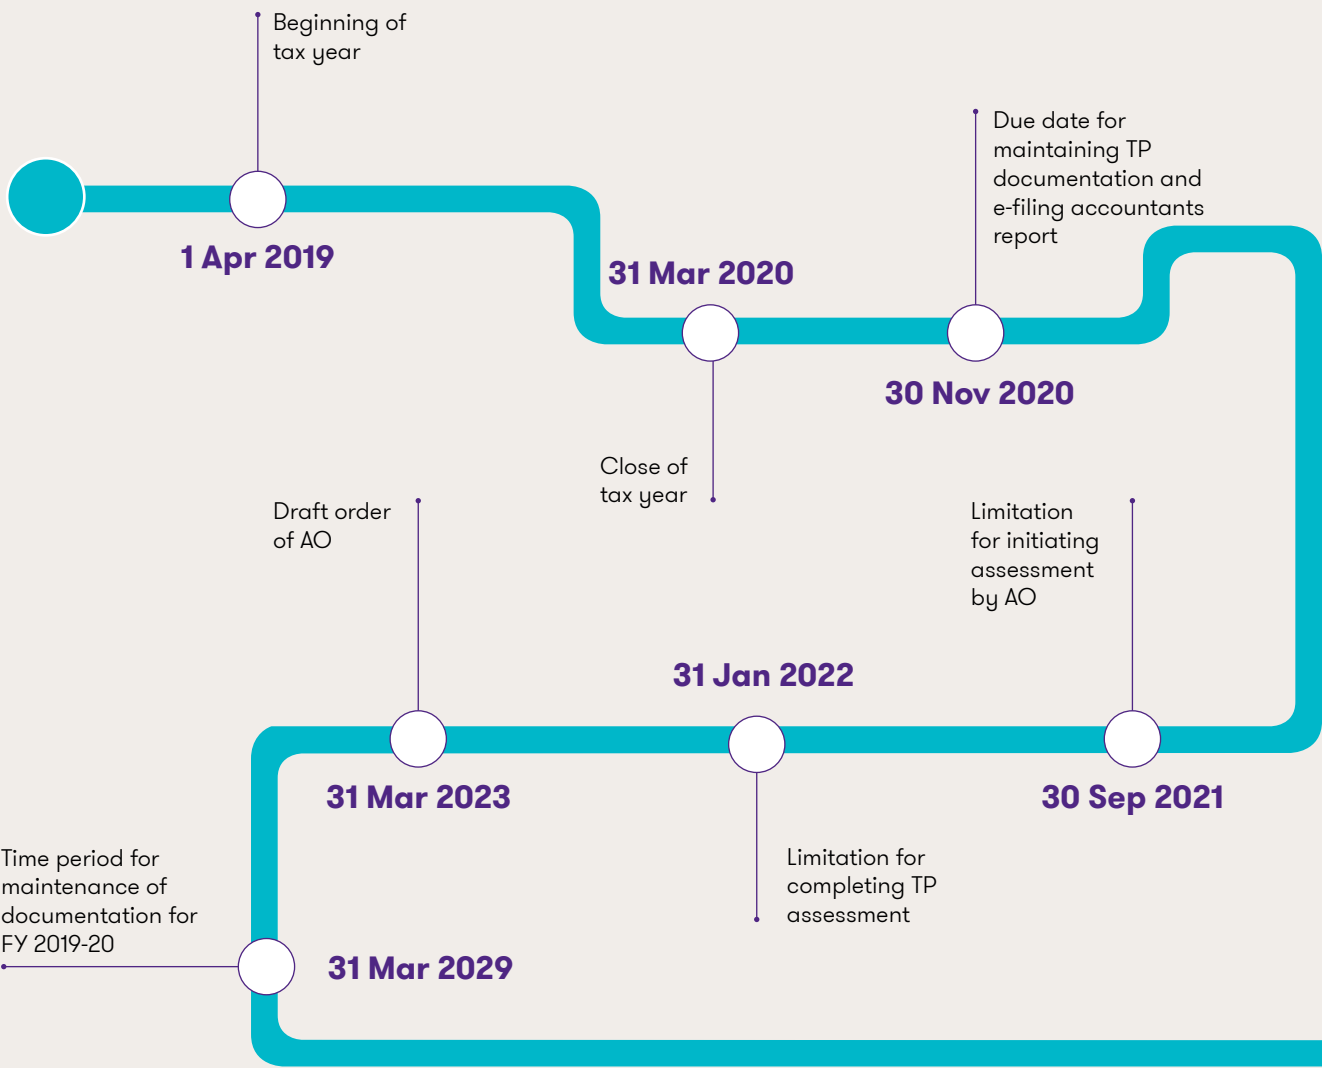 Beginning of
tax year
1 Apr 2019
31 Mar 2020
Close of
tax year
Due date for
maintaining TP
documentation and
e-filing accountants
report
30 Nov 2020
Limitation
for initiating
assessment
by AO
30 Sep 2021
31 Jan 2022
Limitation for
completing TP
assessment
Draft order
of AO
31 Mar 2023
Time period for
maintenance of
documentation for
FY 2019-20
31 Mar 2029